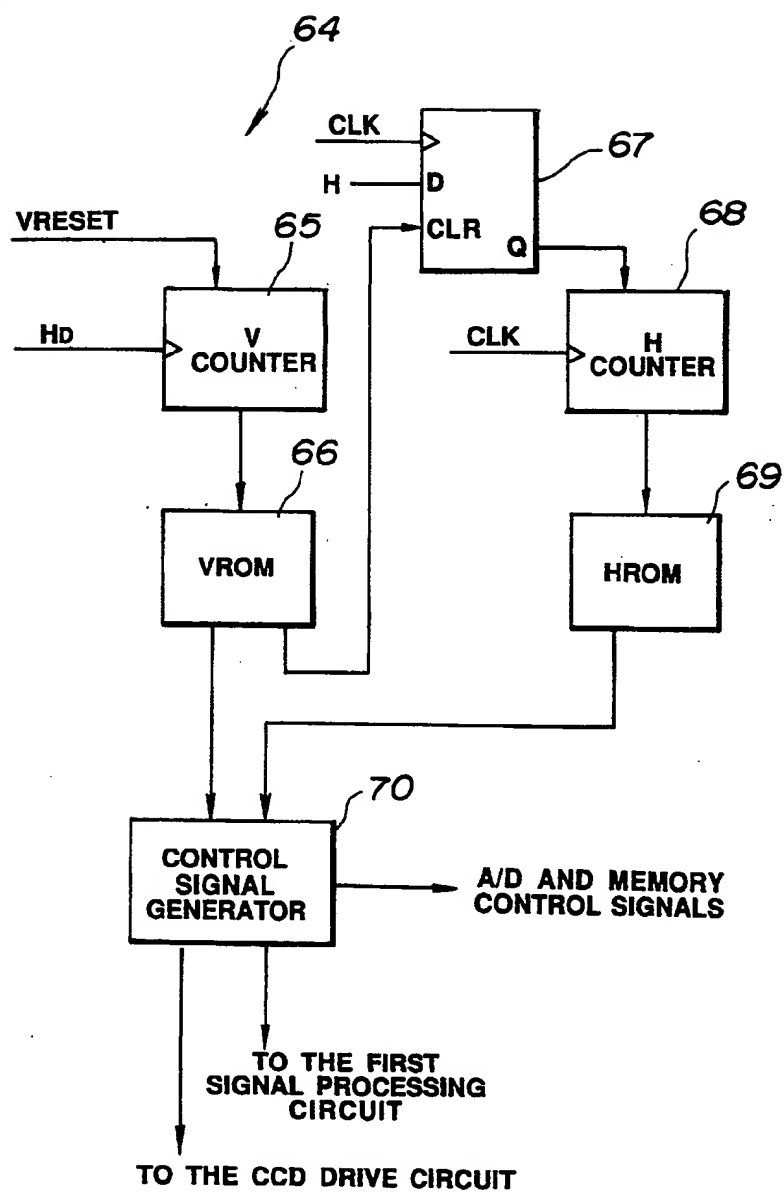 64
CLK
67
H
D
CLR
Q
68
VRESET
65
HD
V
COUNTER
CLK
H
COUNTER
66
VROM
69
HROM
70
CONTROL
SIGNAL
GENERATOR
A/D AND MEMORY
CONTROL SIGNALS
TO THE FIRST
SIGNAL PROCESSING
CIRCUIT
TO THE CCD DRIVE CIRCUIT